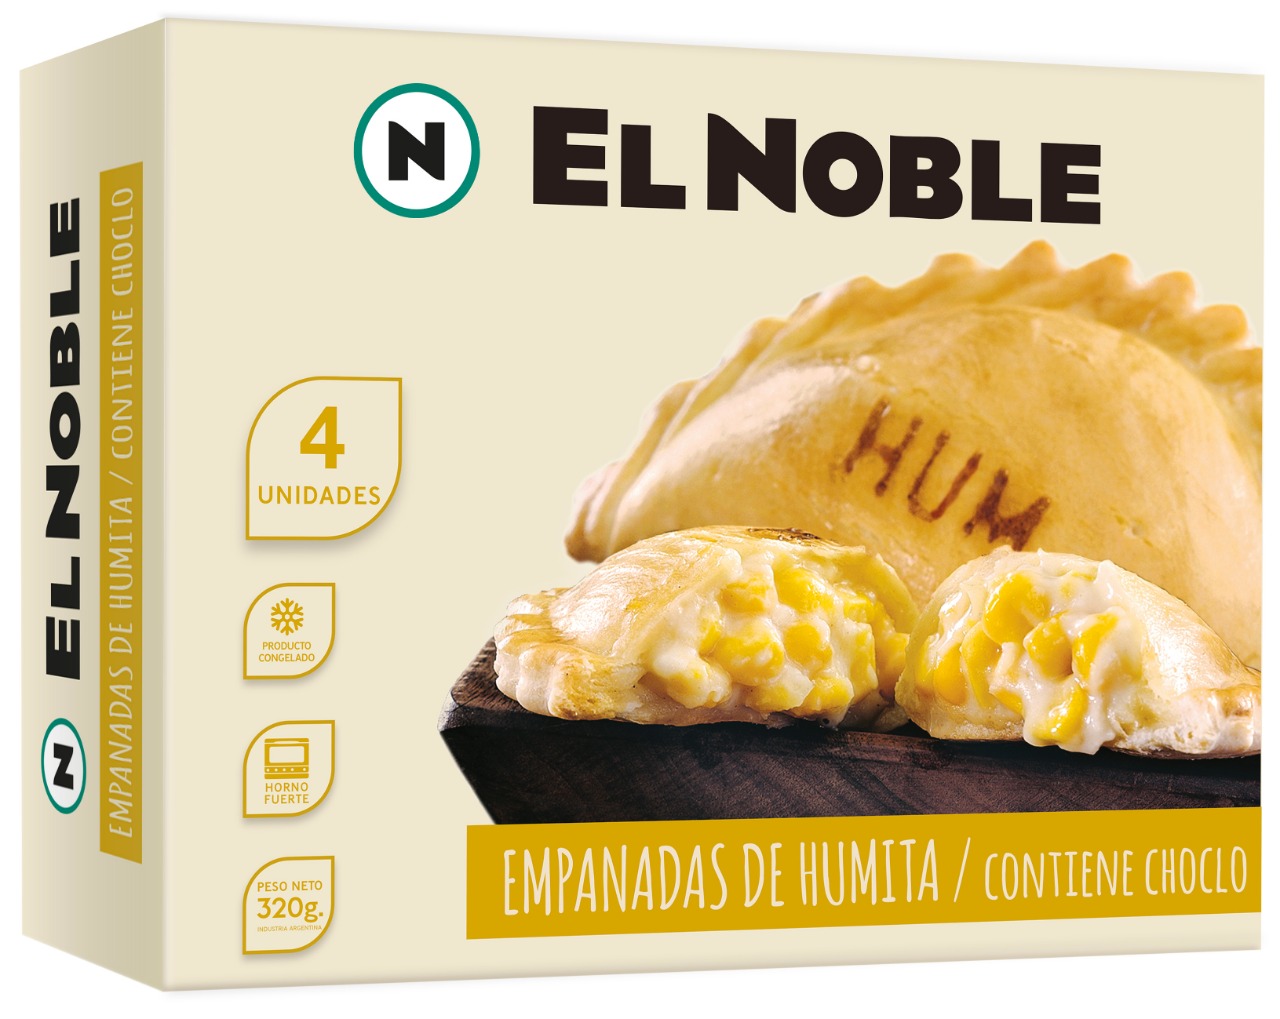 N
EL NOBLE
HUM
4
UNIDADES
PRODUCTO
CONGELADO
HORNO
FUERTE
PESO NETO
320g.
INDUSTRIA ARGENTINA
EMPANADAS DE HUMITA / CONTIENE CHOCLO
N
EL NOBLE
EMPANADAS DE HUMITA / CONTIENE CHOCLO